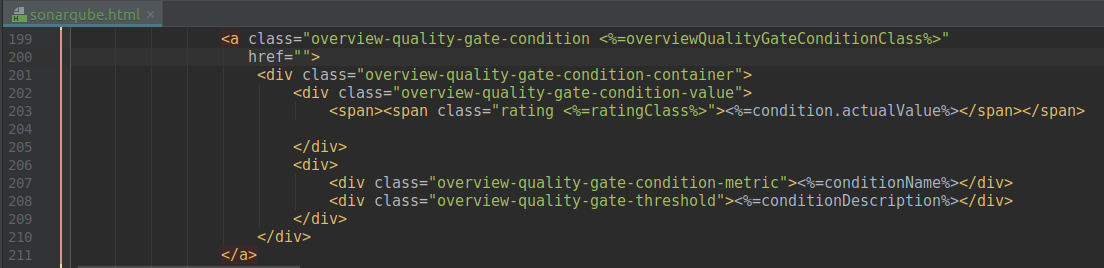 sonarqube.html
199 <a class="overview-quality-gate-condition <%=overviewQualityGateConditionClass%>"
200 href="">
201 <div class="overview-quality-gate-condition-container">
202 <div class="overview-quality-gate-condition-value">
203 <span><span class="rating <%=ratingClass%>"><%=condition.actualValue%></span></span>
204
205 </div>
206 <div>
207 <div class="overview-quality-gate-condition-metric"><%=conditionName%></div>
208 <div class="overview-quality-gate-threshold"><%=conditionDescription%></div>
209 </div>
210 </div>
211 </a>